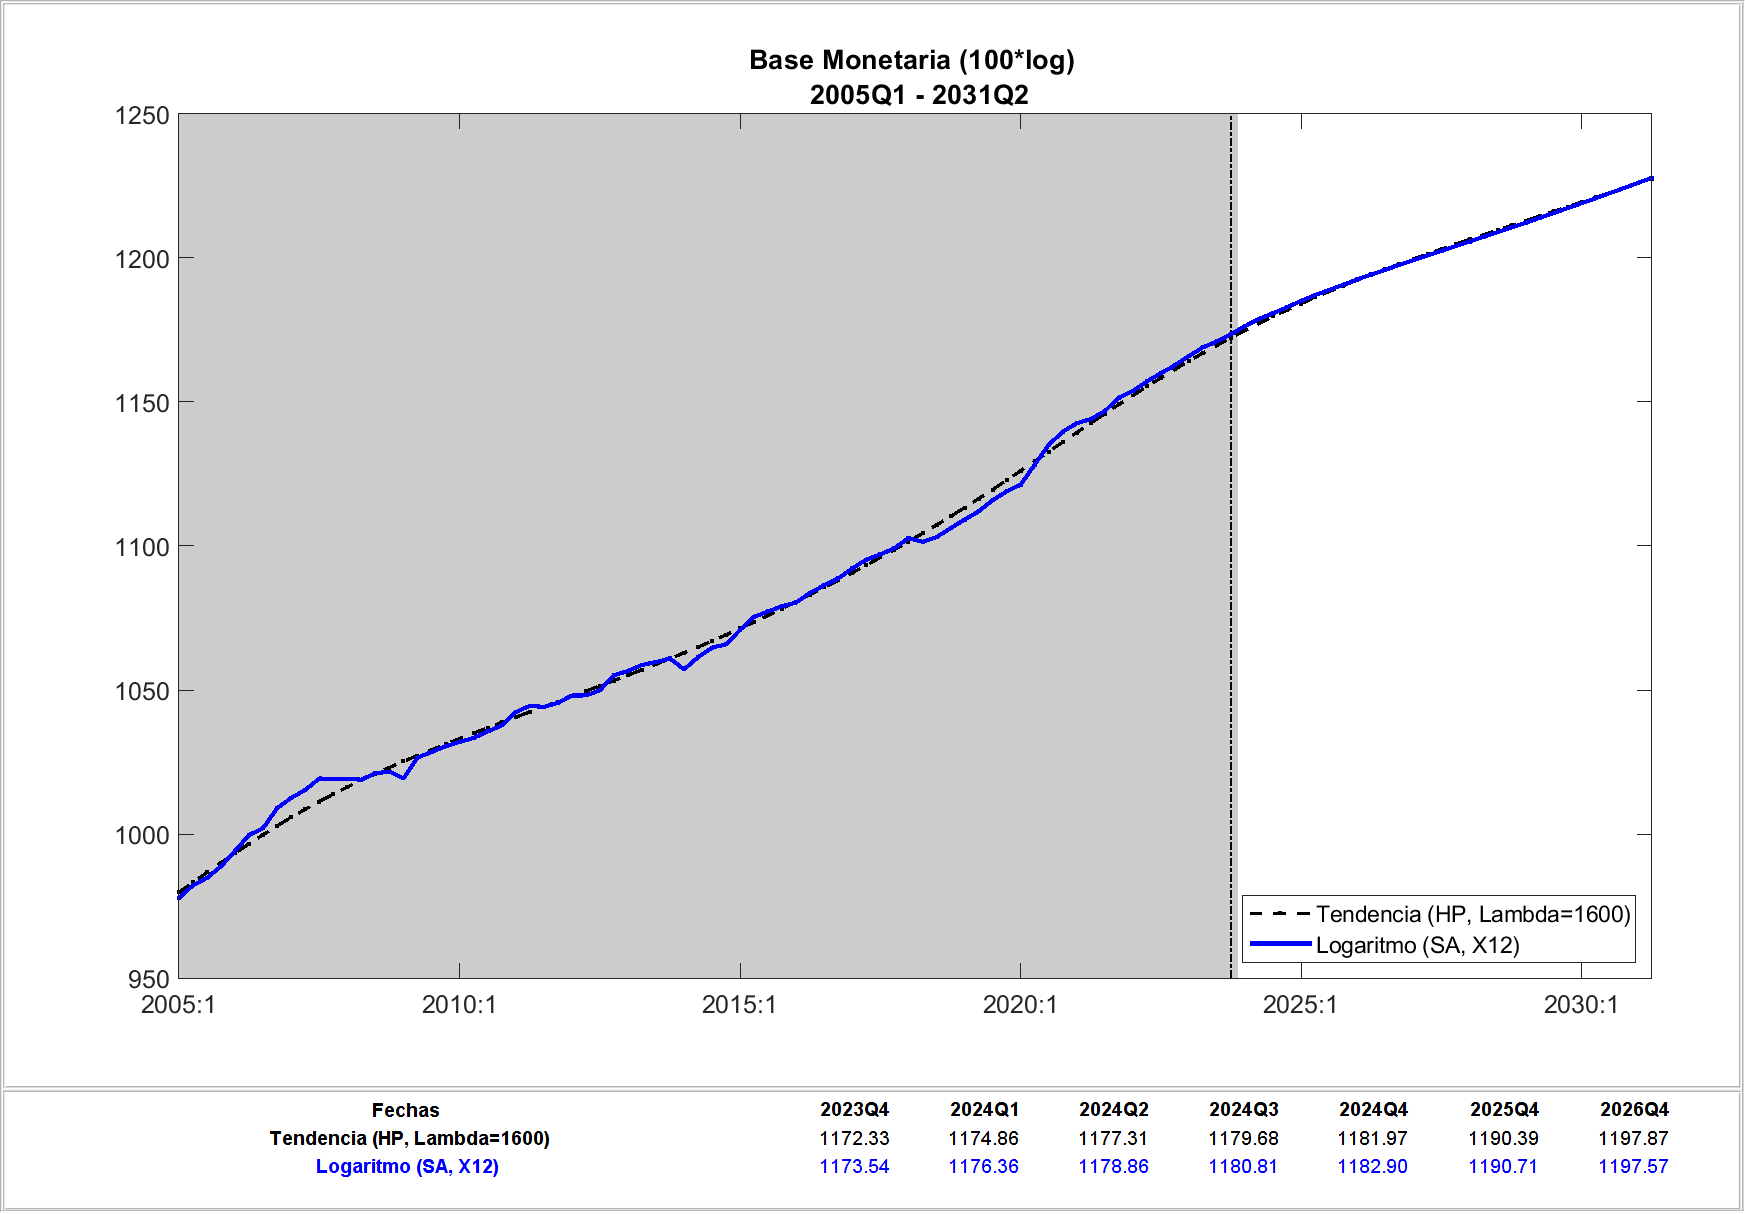 Base Monetaria (100*log)
2005Q1 - 2031Q2
1250
1200
1150
1100
1050
1000
950
2005:1 2010:1 2015:1 2020:1 2025:1 2030:1
Tendencia (HP, Lambda=1600)
Logaritmo (SA, X12)
Fechas 2023Q4 2024Q1 2024Q2 2024Q3 2024Q4 2025Q4 2026Q4
Tendencia (HP, Lambda=1600) 1172.33 1174.86 1177.31 1179.68 1181.97 1190.39 1197.87
Logaritmo (SA, X12) 1173.54 1176.36 1178.86 1180.81 1182.90 1190.71 1197.57